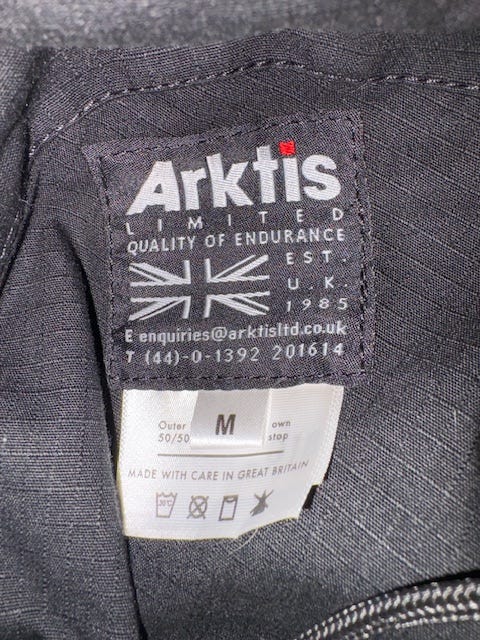 Arktis
LIMITED
QUALITY OF ENDURANCE
EST.
U.K.
1985
E enquiries@arktisltd.co.uk
T (44)-0-1392 201614
Outer M own
50/50 stop
MADE WITH CARE IN GREAT BRITAIN
30°C